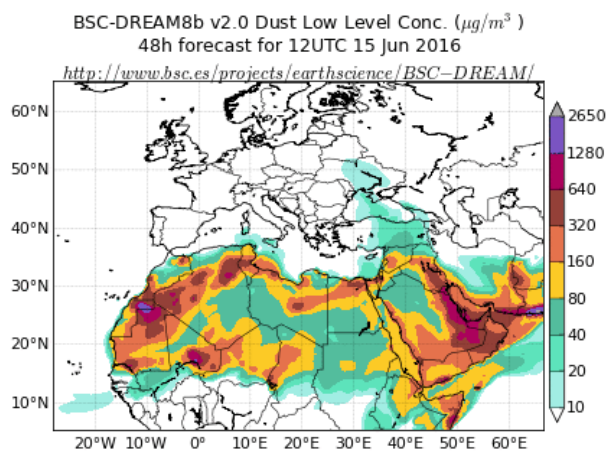 BSC-DREAM8b v2.0 Dust Low Level Conc. (μg/m³ )
48h forecast for 12UTC 15 Jun 2016
http://www.bsc.es/projects/earthscience/BSC−DREAM/
60°N
50°N
40°N
30°N
20°N
10°N
20°W
10°W
0°
10°E
20°E
30°E
40°E
50°E
60°E
2650
1280
640
320
160
80
40
20
10